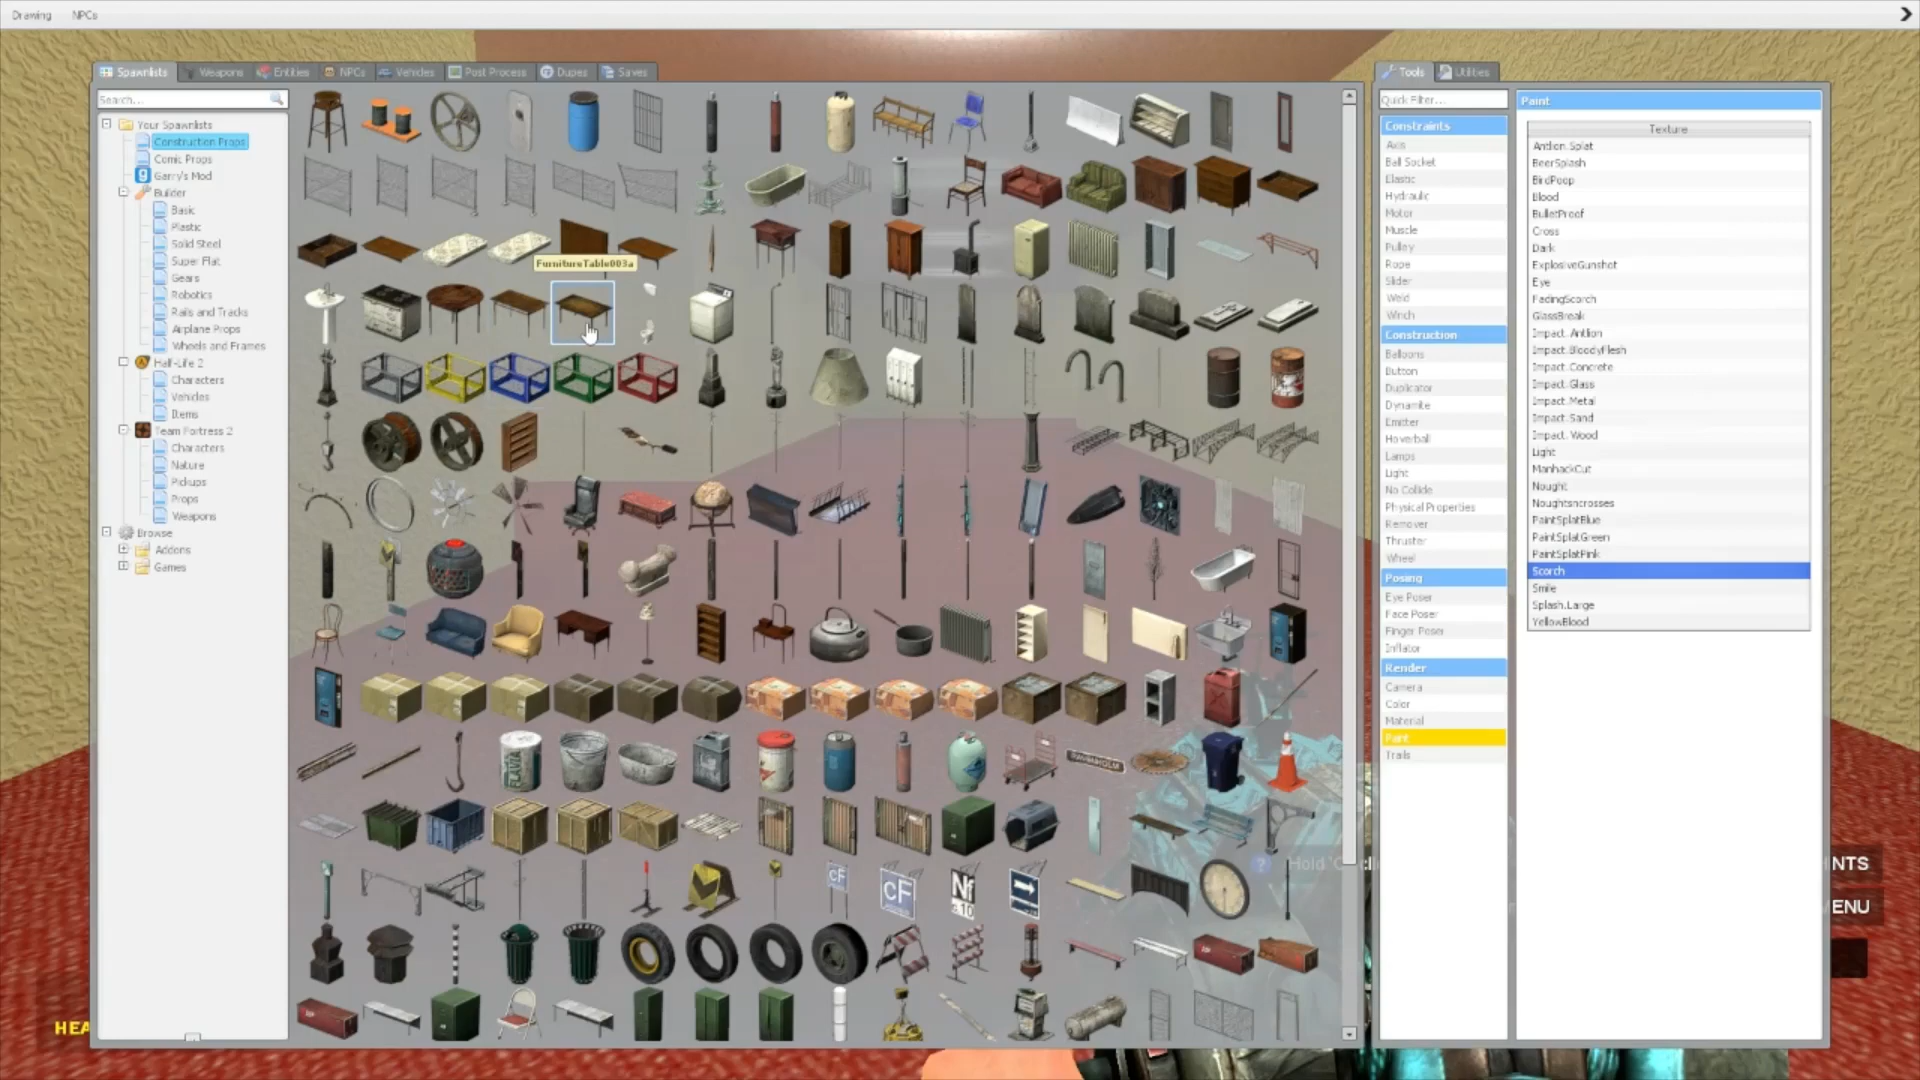 Drawing NPCs
Spawnlists Weapons Entities NPCs Vehicles Post Process Dupes Saves
Search...
Your Spawnlists
Construction Props
Comic Props
Garry's Mod
Builder
Basic
Plastic
Solid Steel
Super Flat
Gears
Robotics
Rails and Tracks
Airplane Props
Wheels and Frames
Half-Life 2
Characters
Vehicles
Items
Team Fortress 2
Characters
Nature
Pickups
Props
Weapons
Browse
Addons
Games
FurnitureTable003a
RAVENHOLM
cF
cF
Nf
Hold 'C'
HEA
Tools Utilities
Quick Filter...
Constraints
Axis
Ball Socket
Elastic
Hydraulic
Motor
Muscle
Pulley
Rope
Slider
Weld
Winch
Construction
Balloons
Button
Duplicator
Dynamite
Emitter
Hoverball
Lamps
Light
No Collide
Physical Properties
Remover
Thruster
Wheel
Posing
Eye Poser
Face Poser
Finger Poser
Inflator
Render
Camera
Color
Material
Paint
Trails
Paint
Texture
Antlion.Splat
BeerSplash
BirdPoop
Blood
BulletProof
Cross
Dark
ExplosiveGunshot
Eye
FadingScorch
GlassBreak
Impact.Antlion
Impact.BloodyFlesh
Impact.Concrete
Impact.Glass
Impact.Metal
Impact.Sand
Impact.Wood
Light
ManhackCut
Nought
Noughtsncrosses
PaintSplatBlue
PaintSplatGreen
PaintSplatPink
Scorch
Smile
Splash.Large
YellowBlood
NTS
ENU